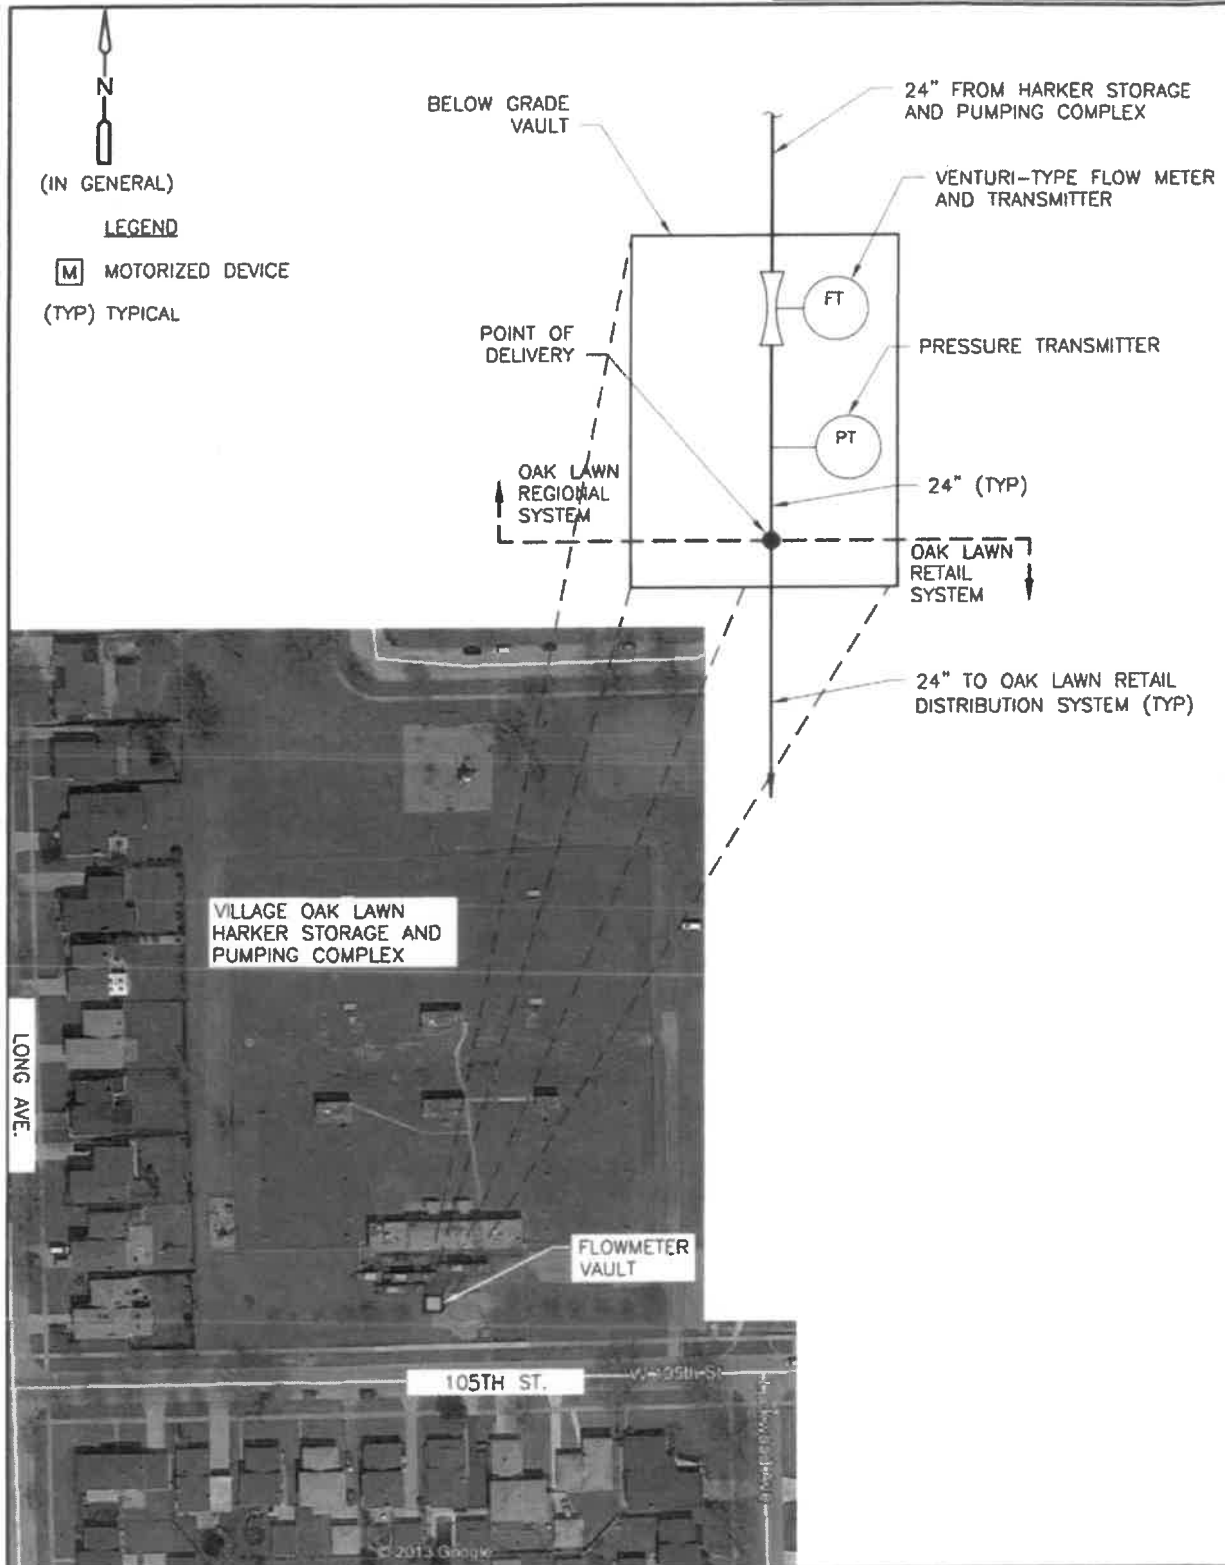 N
(IN GENERAL)
LEGEND
M MOTORIZED DEVICE
(TYP) TYPICAL
BELOW GRADE
VAULT
24" FROM HARKER STORAGE
AND PUMPING COMPLEX
VENTURI-TYPE FLOW METER
AND TRANSMITTER
FT
POINT OF
DELIVERY
PRESSURE TRANSMITTER
PT
24" (TYP)
OAK LAWN
REGIONAL
SYSTEM
OAK LAWN
RETAIL
SYSTEM
24" TO OAK LAWN RETAIL
DISTRIBUTION SYSTEM (TYP)
VILLAGE OAK LAWN
HARKER STORAGE AND
PUMPING COMPLEX
LONG AVE.
FLOWMETER
VAULT
105TH ST.
W 105th St
© 2013 Google